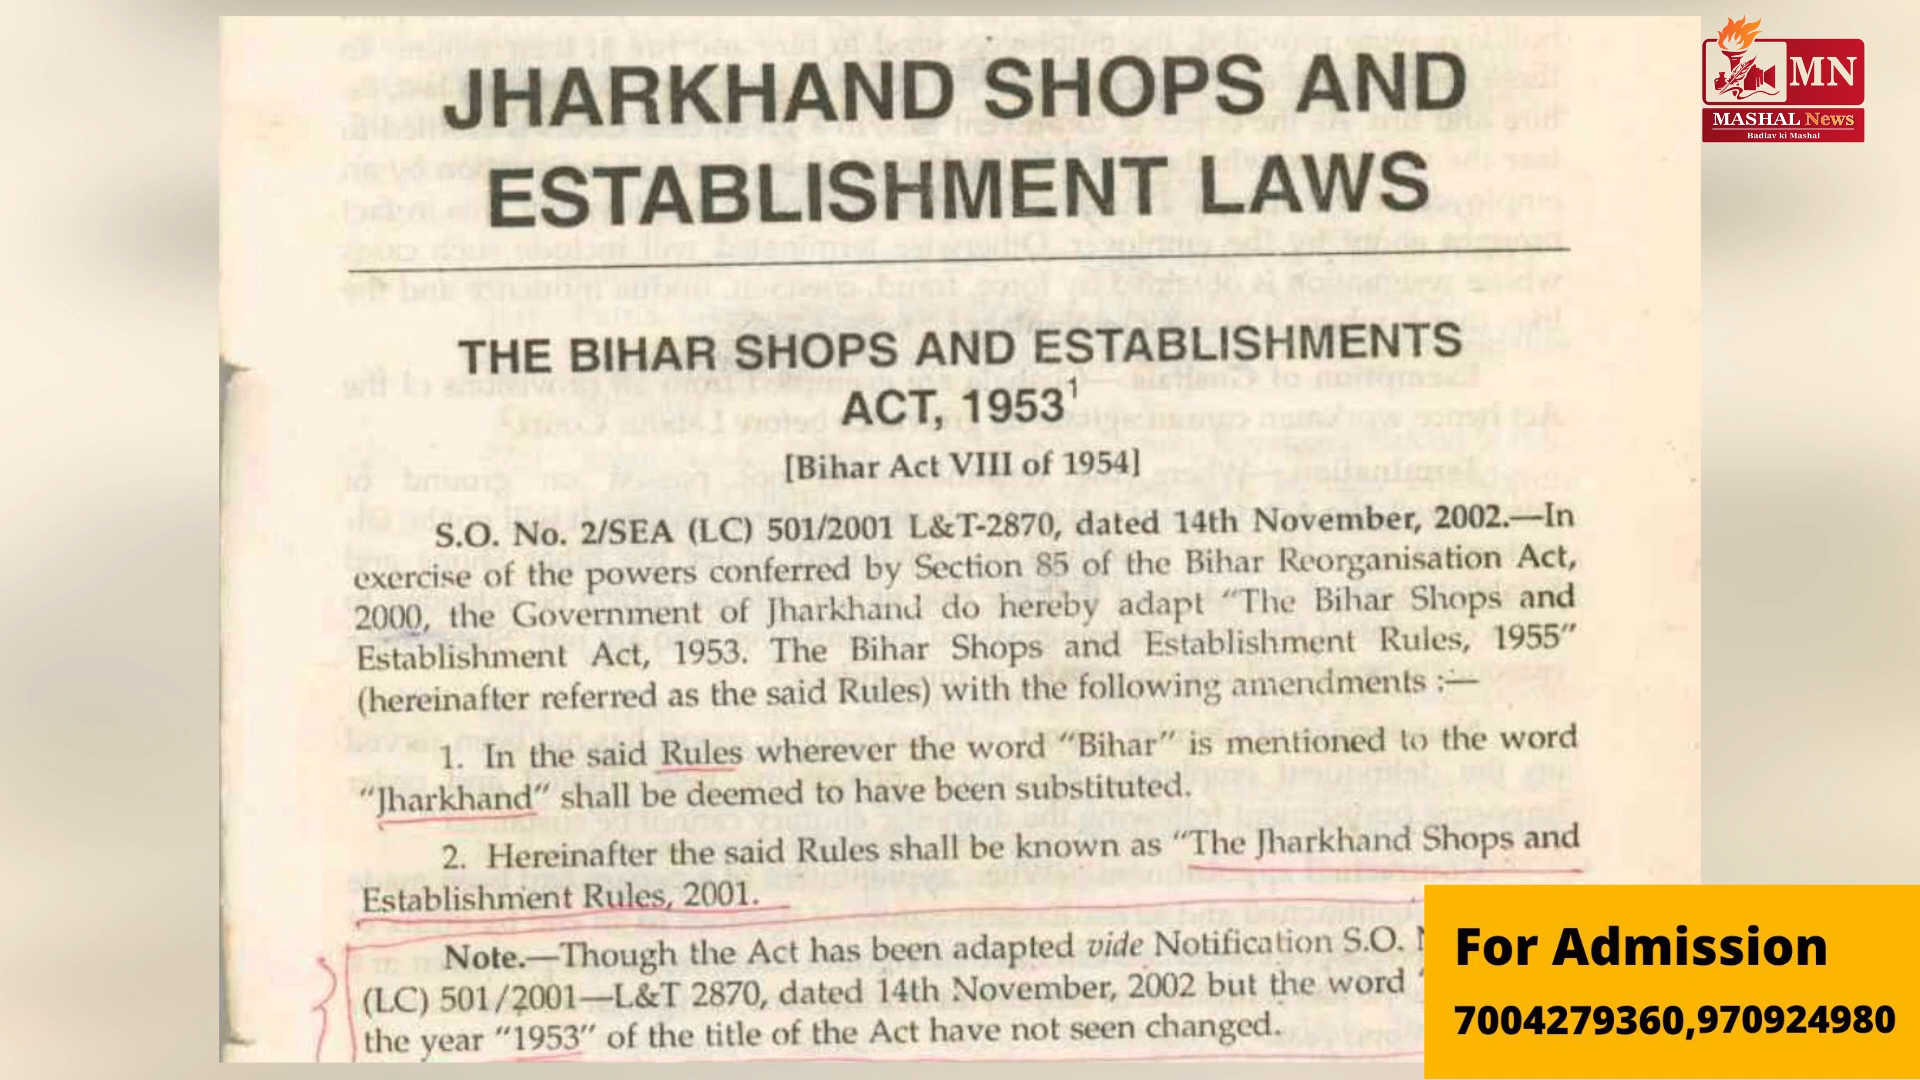 JHARKHAND SHOPS AND
ESTABLISHMENT LAWS
THE BIHAR SHOPS AND ESTABLISHMENTS
ACT, 1953¹
[Bihar Act VIII of 1954]
S.O. No. 2/SEA (LC) 501/2001 L&T-2870, dated 14th November, 2002.—In
exercise of the powers conferred by Section 85 of the Bihar Reorganisation Act,
2000, the Government of Jharkhand do hereby adapt “The Bihar Shops and
Establishment Act, 1953. The Bihar Shops and Establishment Rules, 1955”
(hereinafter referred as the said Rules) with the following amendments :—
1. In the said Rules wherever the word “Bihar” is mentioned to the word
“Jharkhand” shall be deemed to have been substituted.
2. Hereinafter the said Rules shall be known as “The Jharkhand Shops and
Establishment Rules, 2001.
Note.—Though the Act has been adapted vide Notification S.O.
(LC) 501/2001—L&T 2870, dated 14th November, 2002 but the word
the year “1953” of the title of the Act have not seen changed.
MN
MASHAL News
Badlav ki Mashal
For Admission
7004279360,970924980